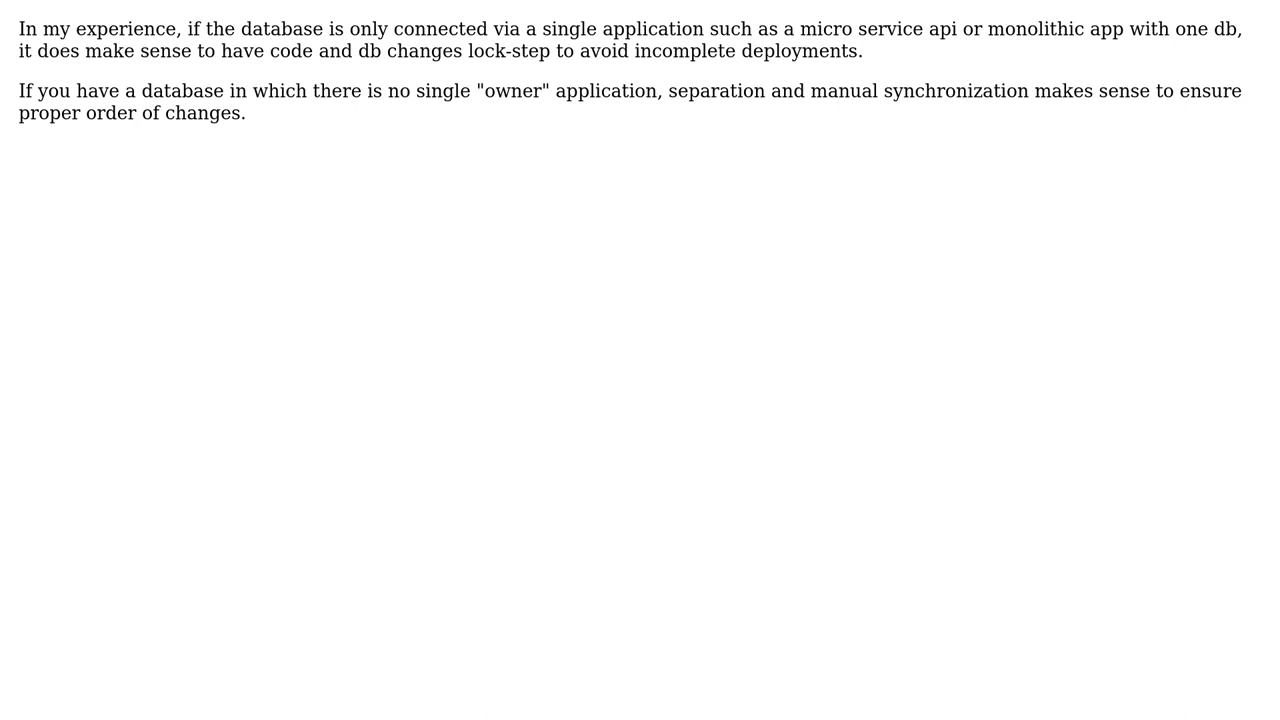 In my experience, if the database is only connected via a single application such as a micro service api or monolithic app with one db,
it does make sense to have code and db changes lock-step to avoid incomplete deployments.
If you have a database in which there is no single "owner" application, separation and manual synchronization makes sense to ensure
proper order of changes.